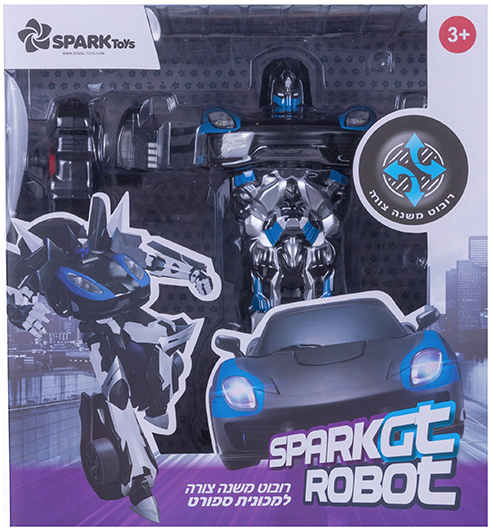 SPARK TOYS
WWW.SPARK-TOYS.COM
3+
רובוט משנה צורה
SPARK GT
ROBOT
רובוט משנה צורה
למכונית ספורט